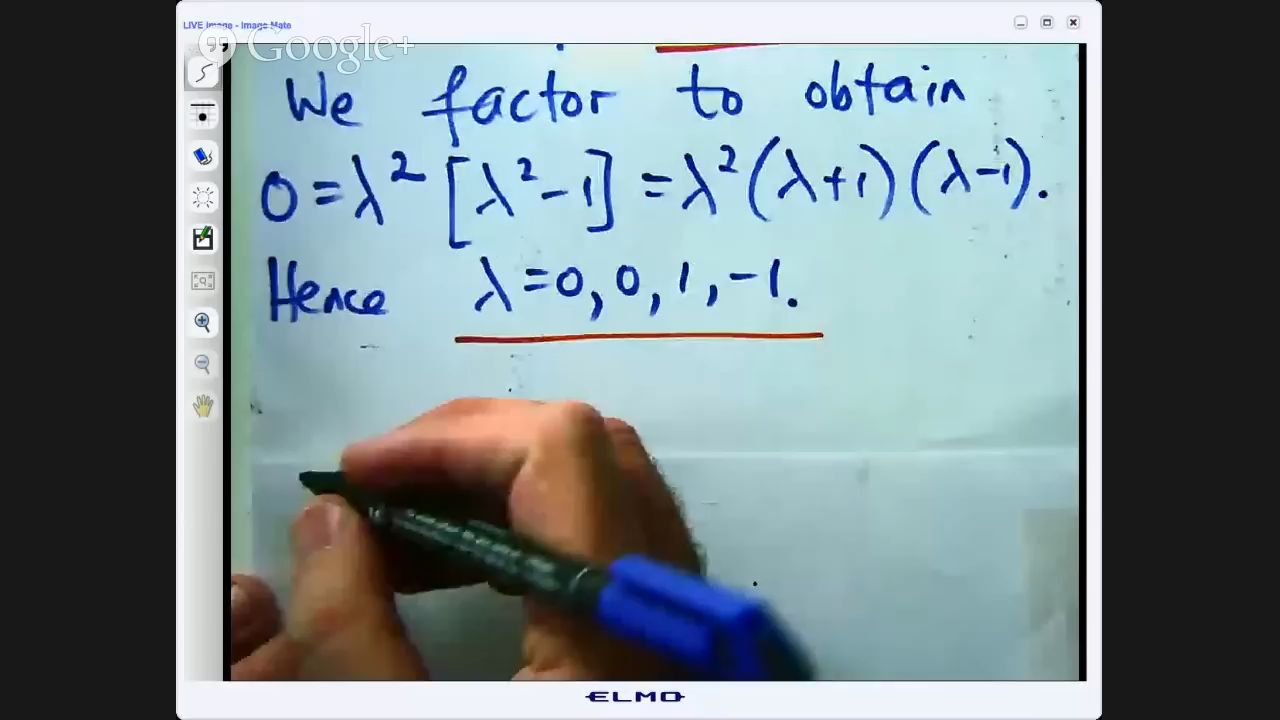 LIVE Image - Image Mate
Google+
We factor to obtain
0 = λ² [λ² - 1] = λ² (λ+1) (λ-1).
Hence λ = 0, 0, 1, -1.
ELMO